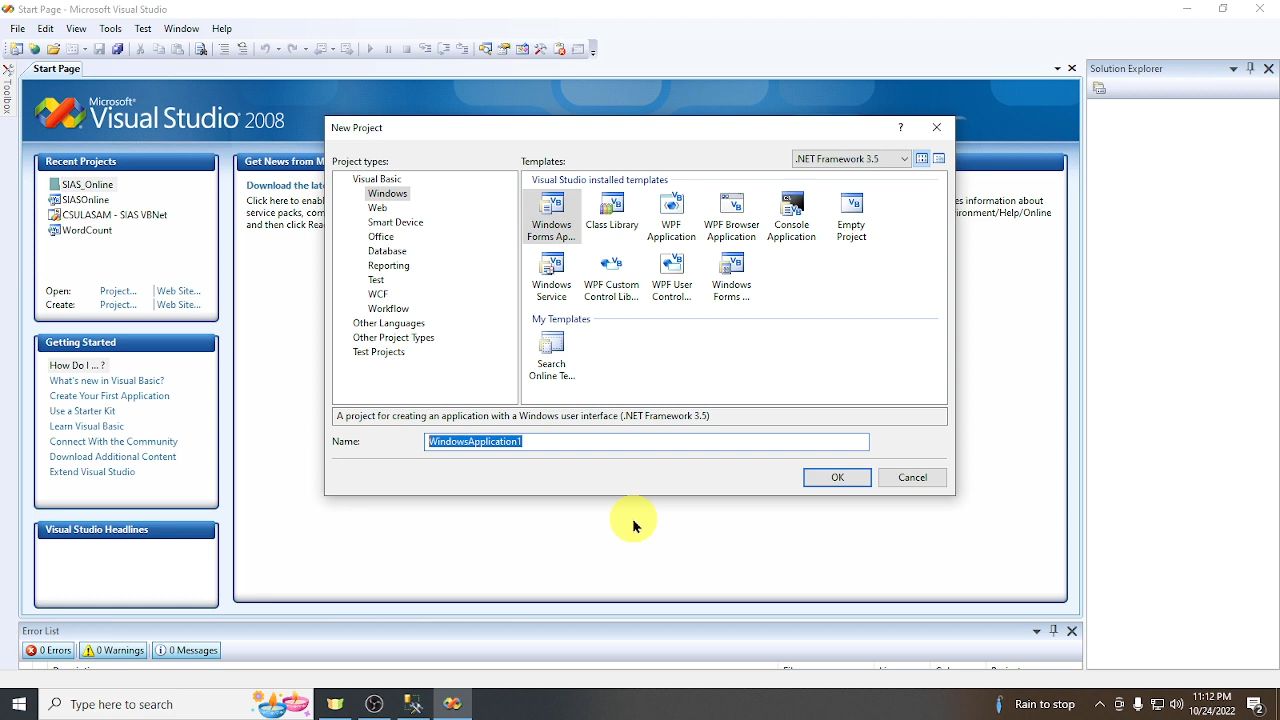 Start Page - Microsoft Visual Studio
File Edit View Tools Test Window Help
Toolbox
Start Page
Solution Explorer
Microsoft®
Visual Studio® 2008
New Project
Project types:
Templates:
.NET Framework 3.5
Visual Basic
Windows
Web
Smart Device
Office
Database
Reporting
Test
WCF
Workflow
Other Languages
Other Project Types
Test Projects
Visual Studio installed templates
Windows Forms Ap...
Class Library
WPF Application
WPF Browser Application
Console Application
Empty Project
Windows Service
WPF Custom Control Lib...
WPF User Control...
Windows Forms ...
My Templates
Search Online Te...
A project for creating an application with a Windows user interface (.NET Framework 3.5)
Name:
WindowsApplication1
OK
Cancel
Recent Projects
SIAS_Online
SIASOnline
CSULASAM - SIAS VBNet
WordCount
Open: Project... Web Site...
Create: Project... Web Site...
Getting Started
How Do I ... ?
What's new in Visual Basic?
Create Your First Application
Use a Starter Kit
Learn Visual Basic
Connect With the Community
Download Additional Content
Extend Visual Studio
Visual Studio Headlines
Get News from M
Download the lat
Click here to enabl
service packs, com
and then click Rea
es information about
ironment/Help/Online
Error List
0 Errors
0 Warnings
0 Messages
Type here to search
Rain to stop
11:12 PM
10/24/2022
2